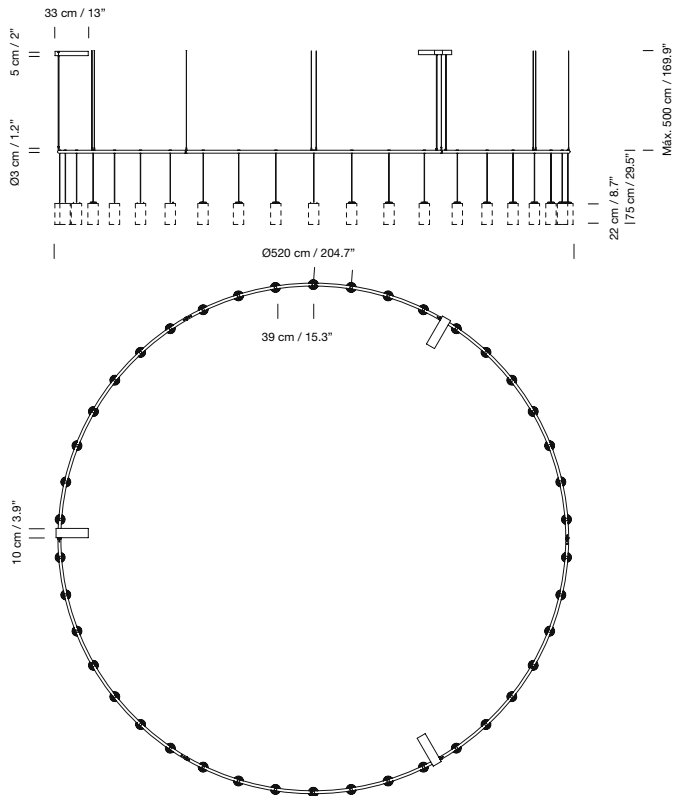 33 cm / 13”
5 cm / 2”
Máx. 500 cm / 169.9”
Ø3 cm / 1.2”
22 cm / 8.7”
75 cm / 29.5”
Ø520 cm / 204.7”
39 cm / 15.3”
10 cm / 3.9”